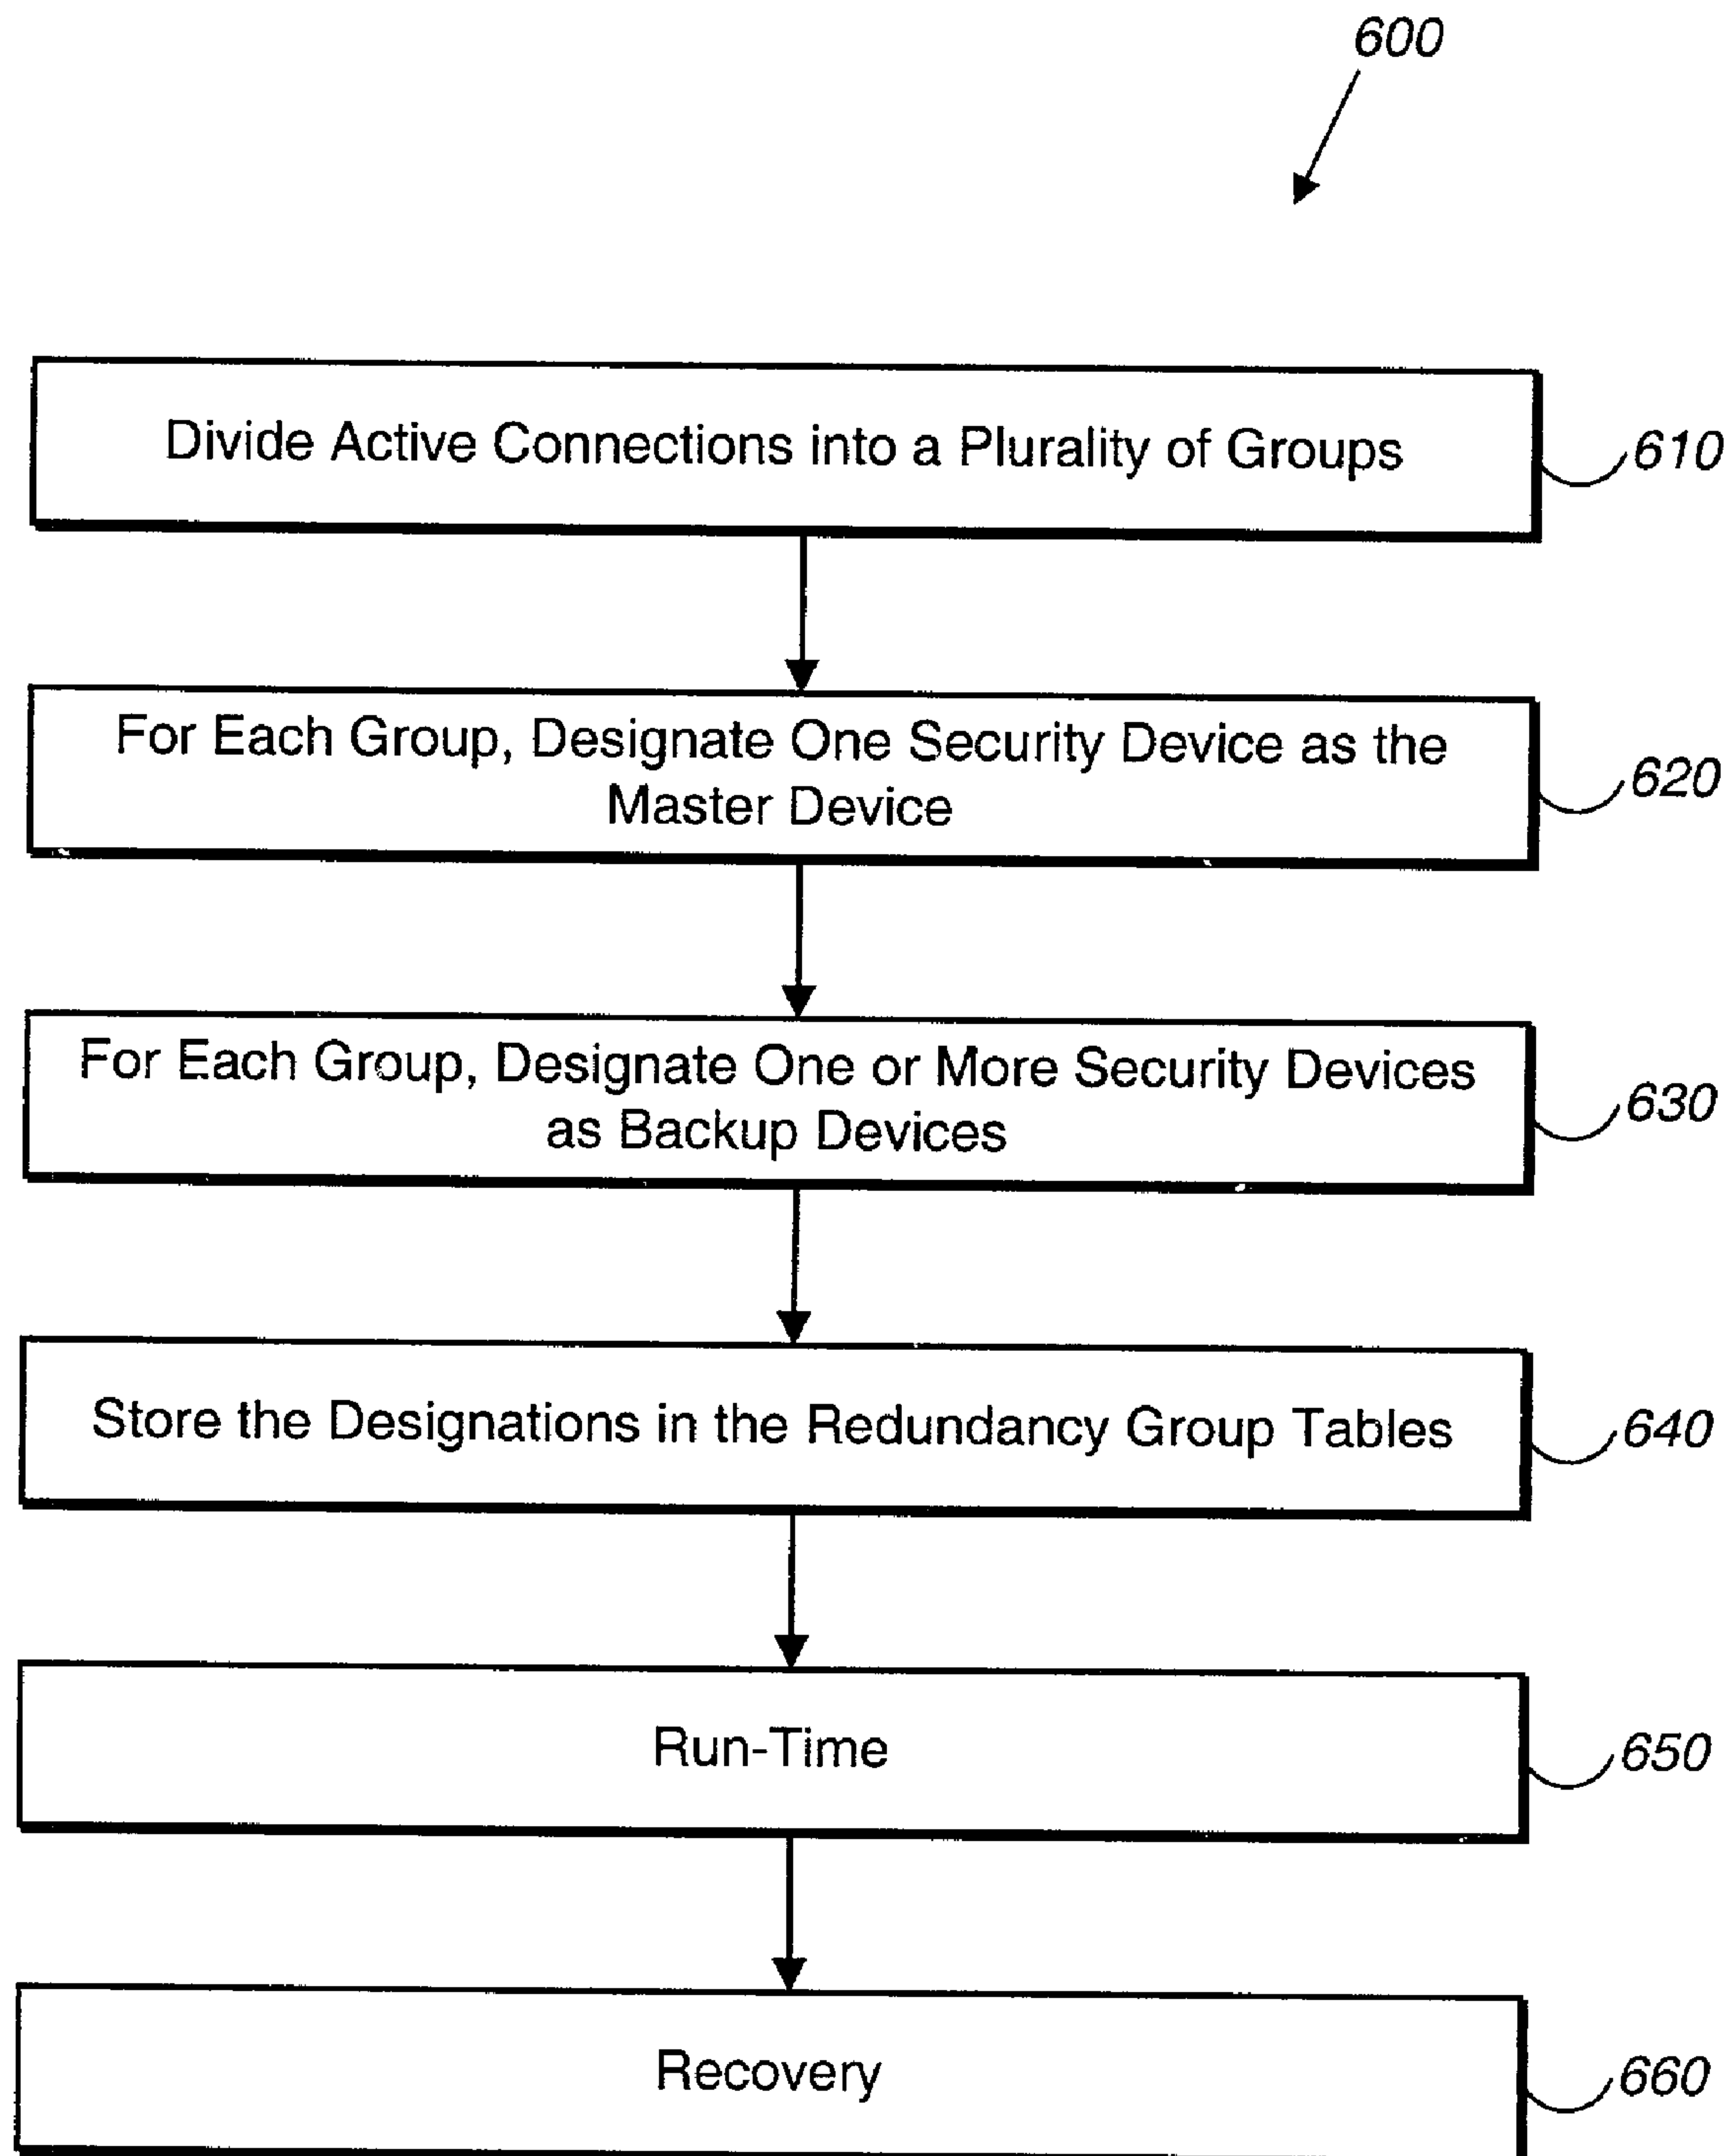 600
Divide Active Connections into a Plurality of Groups
610
For Each Group, Designate One Security Device as the
Master Device
620
For Each Group, Designate One or More Security Devices
as Backup Devices
630
Store the Designations in the Redundancy Group Tables
640
Run-Time
650
Recovery
660